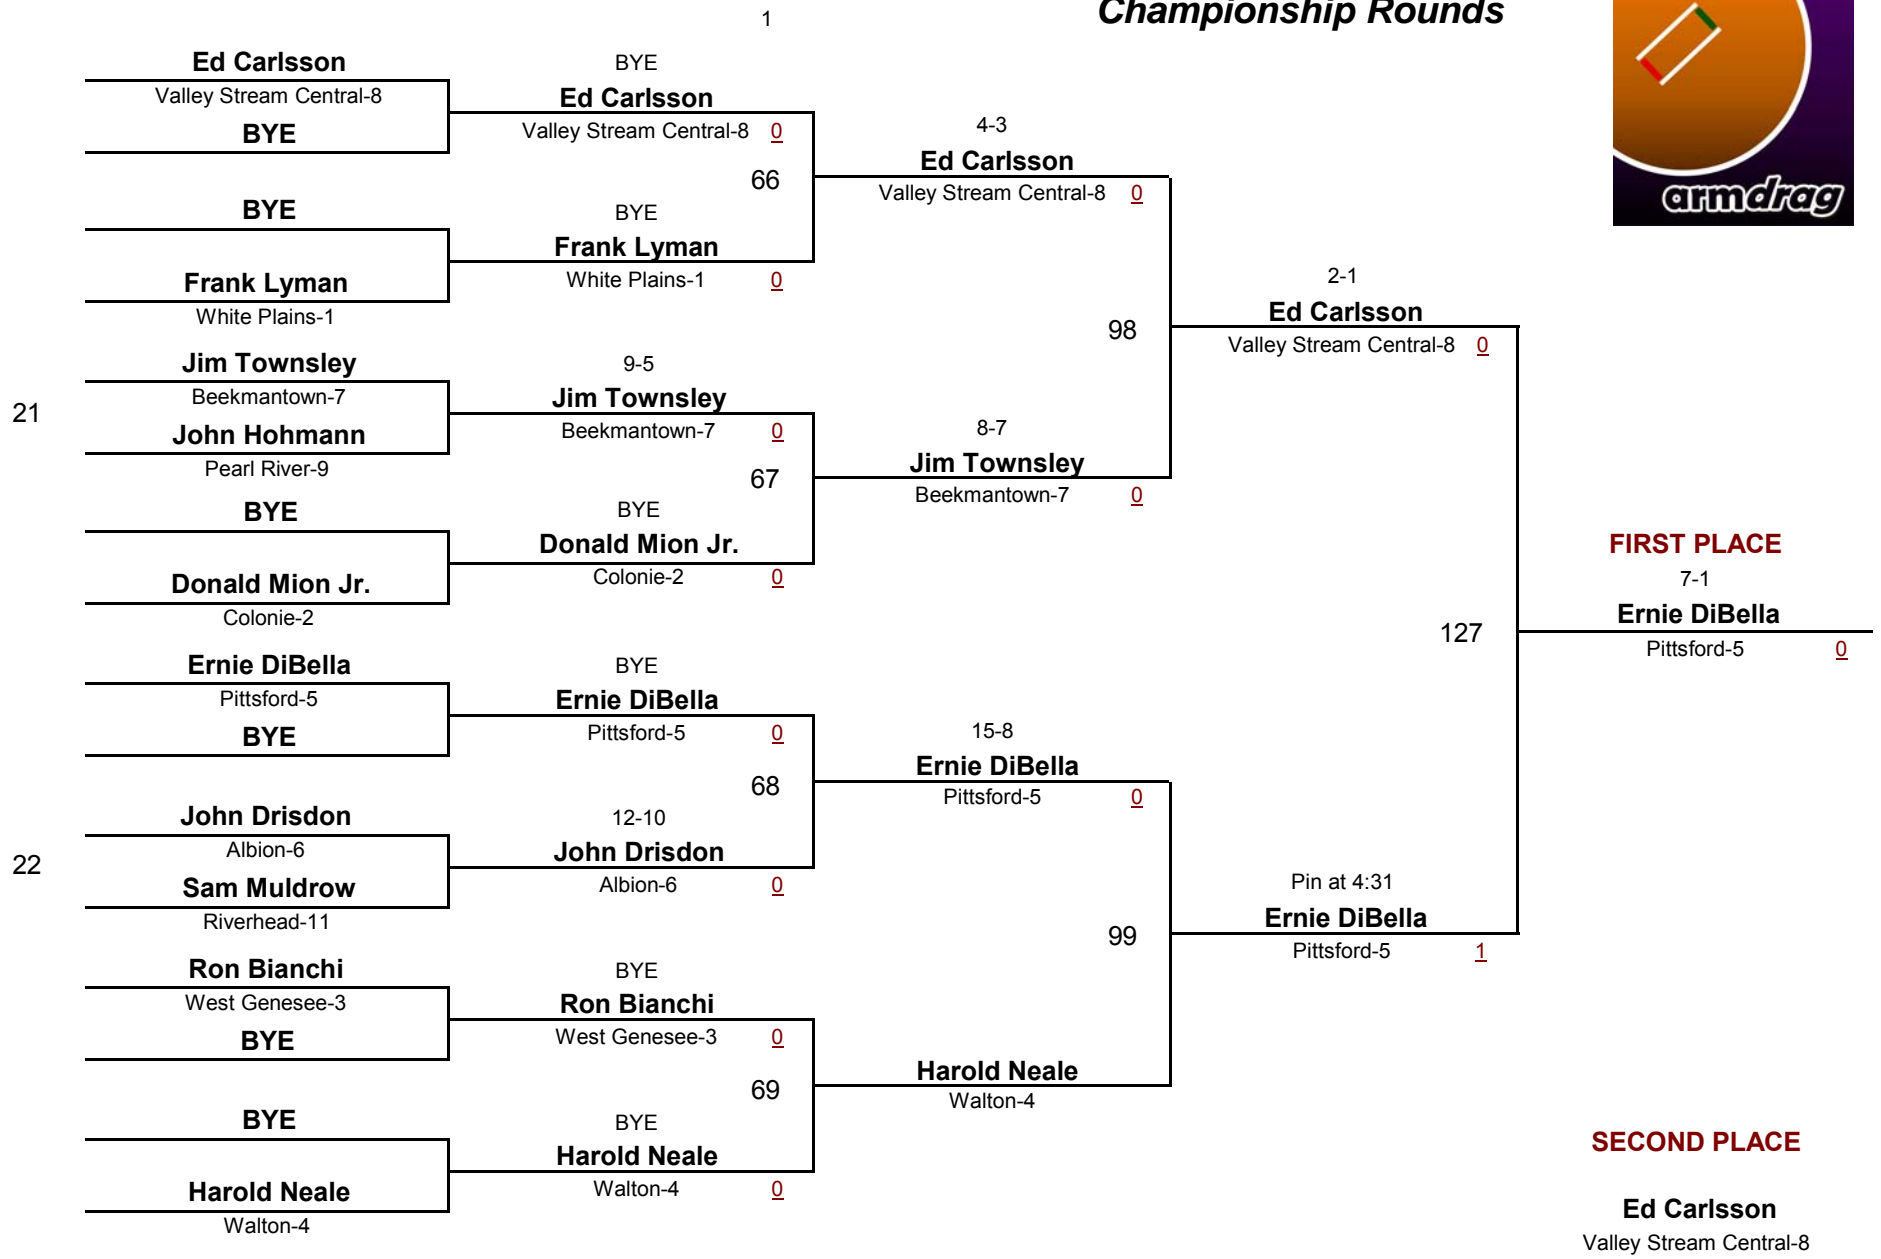 1
Championship Rounds
armdrag
Ed Carlsson
Valley Stream Central-8
BYE
BYE
Frank Lyman
White Plains-1
21
Jim Townsley
Beekmantown-7
John Hohmann
Pearl River-9
BYE
Donald Mion Jr.
Colonie-2
Ernie DiBella
Pittsford-5
BYE
22
John Drisdon
Albion-6
Sam Muldrow
Riverhead-11
Ron Bianchi
West Genesee-3
BYE
BYE
Harold Neale
Walton-4
BYE
Ed Carlsson
Valley Stream Central-8 0
66
BYE
Frank Lyman
White Plains-1 0
9-5
Jim Townsley
Beekmantown-7 0
67
BYE
Donald Mion Jr.
Colonie-2 0
BYE
Ernie DiBella
Pittsford-5 0
68
12-10
John Drisdon
Albion-6 0
BYE
Ron Bianchi
West Genesee-3 0
69
BYE
Harold Neale
Walton-4 0
4-3
Ed Carlsson
Valley Stream Central-8 0
98
8-7
Jim Townsley
Beekmantown-7 0
15-8
Ernie DiBella
Pittsford-5 0
99
Harold Neale
Walton-4
2-1
Ed Carlsson
Valley Stream Central-8 0
127
Pin at 4:31
Ernie DiBella
Pittsford-5 1
FIRST PLACE
7-1
Ernie DiBella
Pittsford-5 0
SECOND PLACE
Ed Carlsson
Valley Stream Central-8